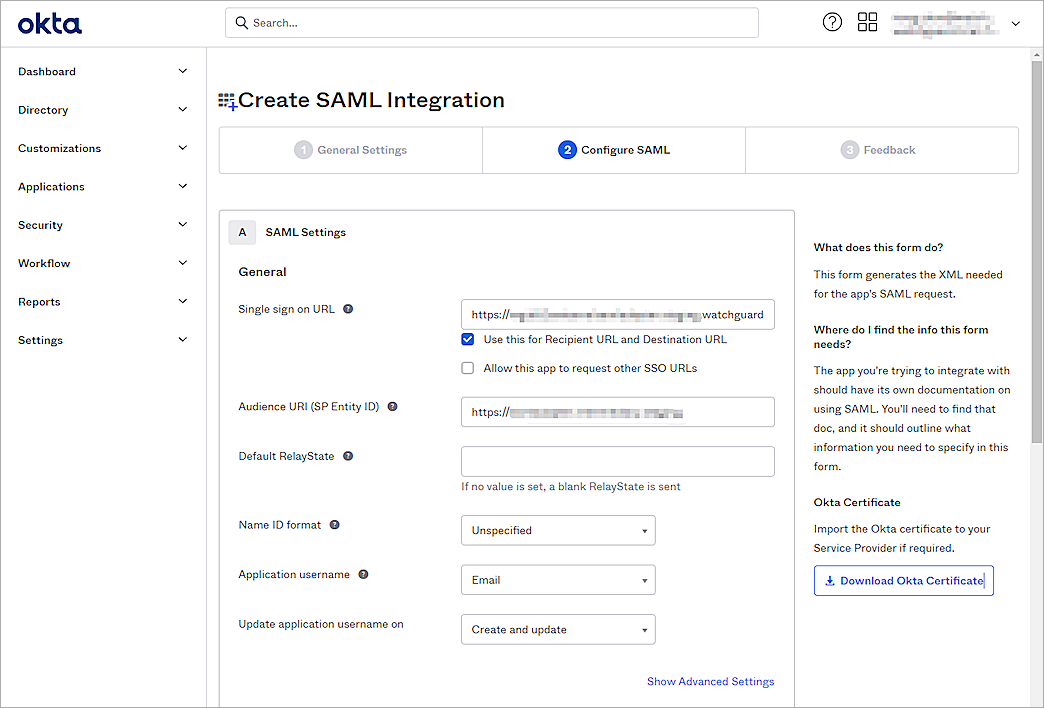 okta
Search...
Dashboard
Directory
Customizations
Applications
Security
Workflow
Reports
Settings
Create SAML Integration
1 General Settings
2 Configure SAML
3 Feedback
A SAML Settings
General
Single sign on URL
https:// watchguard
Use this for Recipient URL and Destination URL
Allow this app to request other SSO URLs
Audience URI (SP Entity ID)
https://
Default RelayState
If no value is set, a blank RelayState is sent
Name ID format
Unspecified
Application username
Email
Update application username on
Create and update
Show Advanced Settings
What does this form do?
This form generates the XML needed
for the app's SAML request.
Where do I find the info this form
needs?
The app you're trying to integrate with
should have its own documentation on
using SAML. You'll need to find that
doc, and it should outline what
information you need to specify in this
form.
Okta Certificate
Import the Okta certificate to your
Service Provider if required.
Download Okta Certificate